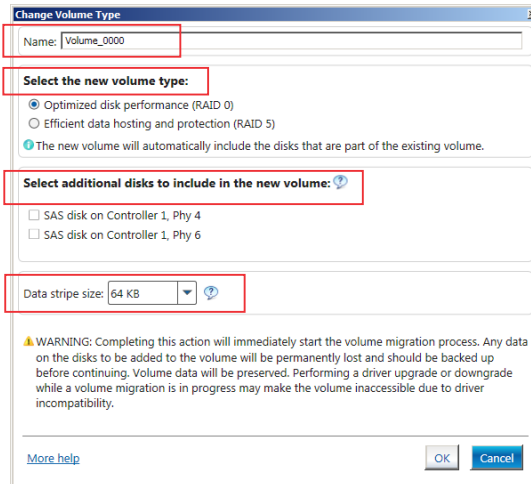 Change Volume Type
Name: Volume_0000
Select the new volume type:
Optimized disk performance (RAID 0)
Efficient data hosting and protection (RAID 5)
The new volume will automatically include the disks that are part of the existing volume.
Select additional disks to include in the new volume:
SAS disk on Controller 1, Phy 4
SAS disk on Controller 1, Phy 6
Data stripe size: 64 KB
WARNING: Completing this action will immediately start the volume migration process. Any data
on the disks to be added to the volume will be permanently lost and should be backed up
before continuing. Volume data will be preserved. Performing a driver upgrade or downgrade
while a volume migration is in progress may make the volume inaccessible due to driver
incompatibility.
More help OK Cancel